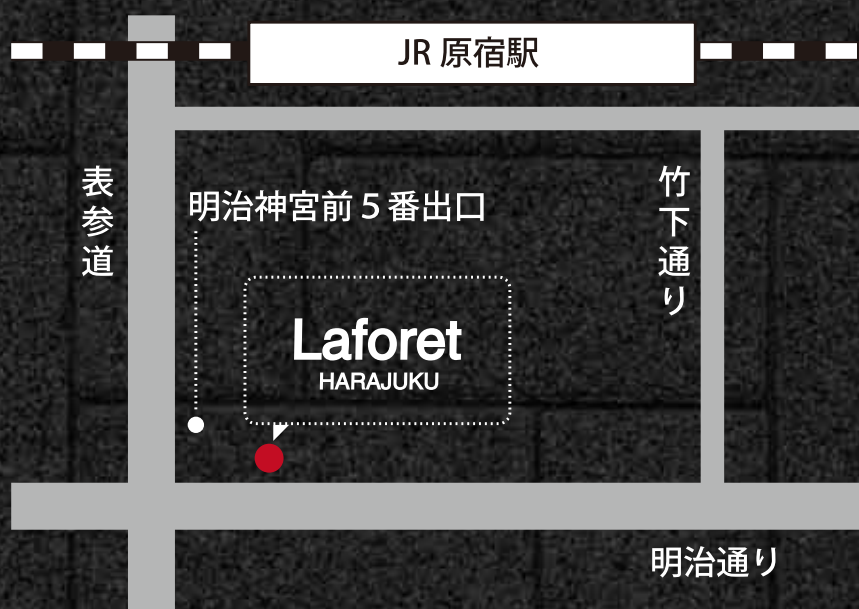 JR 原宿駅
表参道
明治神宮前5番出口
竹下通り
Laforet
HARAJUKU
明治通り